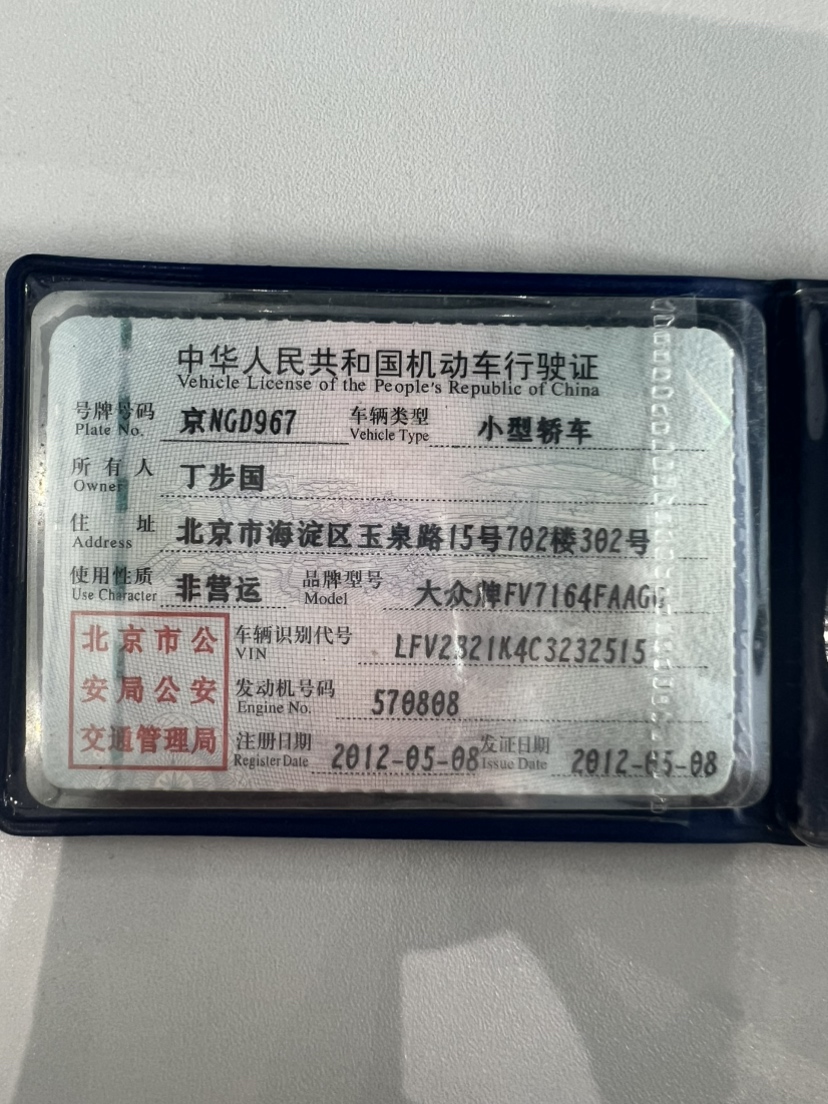 中华人民共和国机动车行驶证
Vehicle License of the People's Republic of China
号牌号码 京NGD967 车辆类型 小型轿车
Plate No. Vehicle Type
所有人 丁步国
Owner
住址 北京市海淀区玉泉路15号702楼302号
Address
使用性质 非营运 品牌型号 大众牌FV7164FAAGG
Use Character Model
北京市公安局公安交通管理局
车辆识别代号 LFV2B21K4C3232515
VIN
发动机号码 570808
Engine No.
注册日期 2012-05-08 发证日期 2012-05-08
Register Date Issue Date